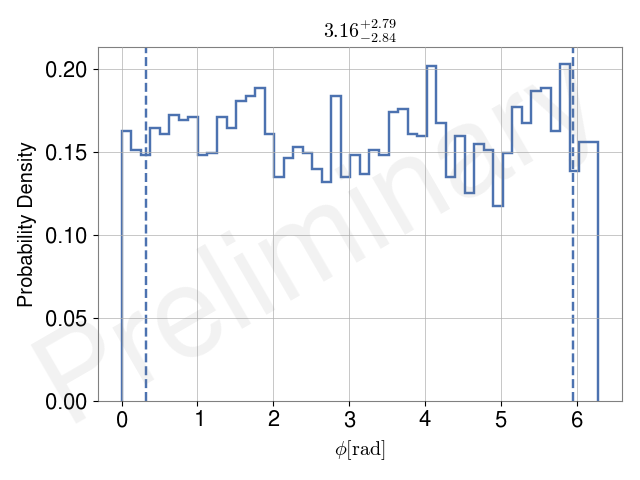 3.16^{+2.79}_{-2.84}
0.20
0.15
0.10
0.05
0.00
Probability Density
0 1 2 3 4 5 6
ϕ[rad]
Preliminary